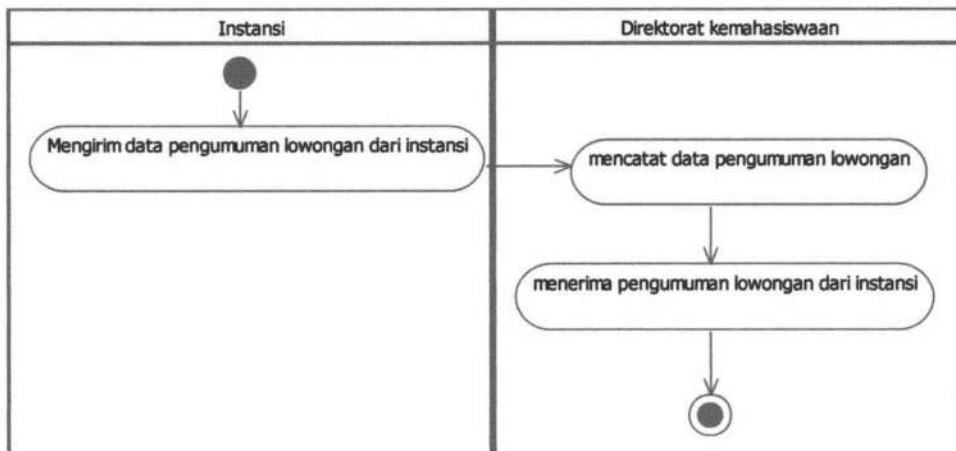 Instansi
Direktorat kemahasiswaan
Mengirim data pengumuman lowongan dari instansi
mencatat data pengumuman lowongan
menerima pengumuman lowongan dari instansi